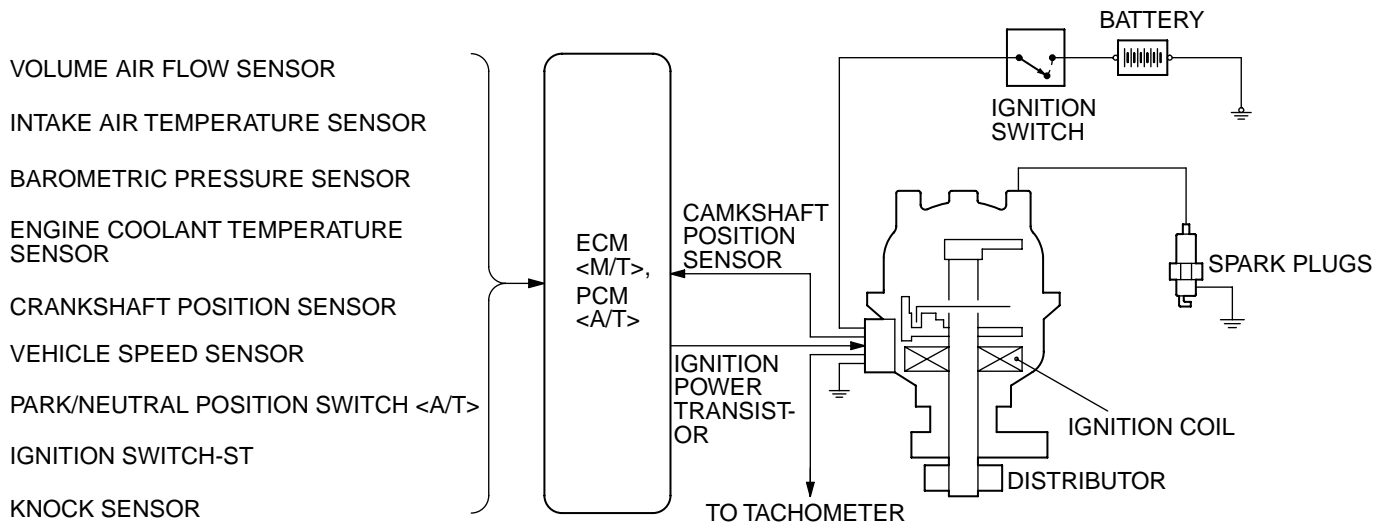 VOLUME AIR FLOW SENSOR
INTAKE AIR TEMPERATURE SENSOR
BAROMETRIC PRESSURE SENSOR
ENGINE COOLANT TEMPERATURE
SENSOR
CRANKSHAFT POSITION SENSOR
VEHICLE SPEED SENSOR
PARK/NEUTRAL POSITION SWITCH <A/T>
IGNITION SWITCH-ST
KNOCK SENSOR
ECM
<M/T>,
PCM
<A/T>
CAMKSHAFT
POSITION
SENSOR
IGNITION
POWER
TRANSIST-
OR
TO TACHOMETER
BATTERY
IGNITION
SWITCH
SPARK PLUGS
IGNITION COIL
DISTRIBUTOR